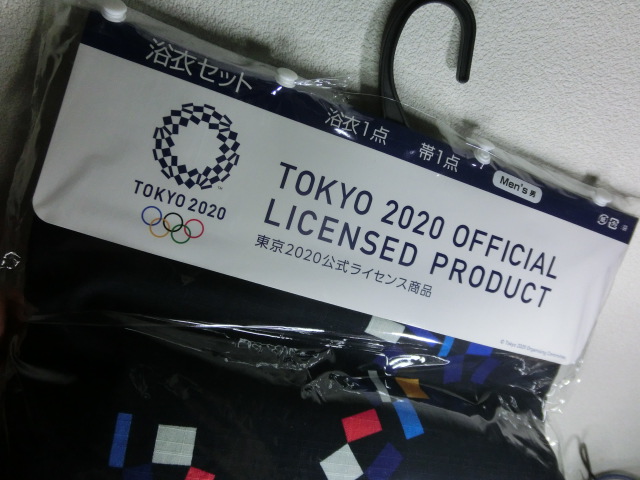 浴衣セット
浴衣1点
帯1点
Men's 男
TOKYO 2020
TOKYO 2020 OFFICIAL
LICENSED PRODUCT
東京2020公式ライセンス商品